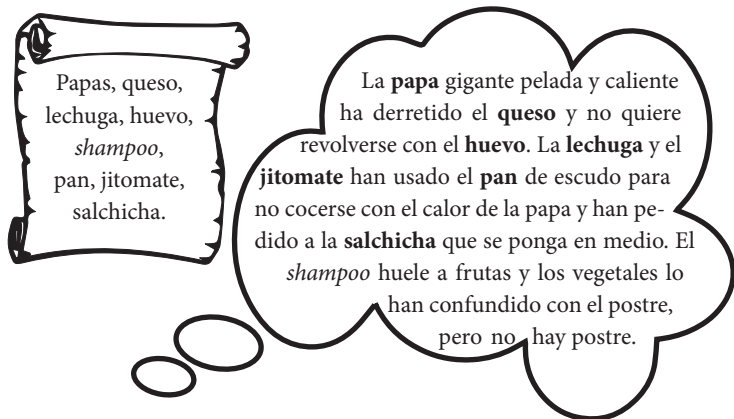 Papas, queso,
lechuga, huevo,
shampoo,
pan, jitomate,
salchicha.
La papa gigante pelada y caliente
ha derretido el queso y no quiere
revolverse con el huevo. La lechuga y el
jitomate han usado el pan de escudo para
no cocerse con el calor de la papa y han pe-
dido a la salchicha que se ponga en medio. El
shampoo huele a frutas y los vegetales lo
han confundido con el postre,
pero no hay postre.